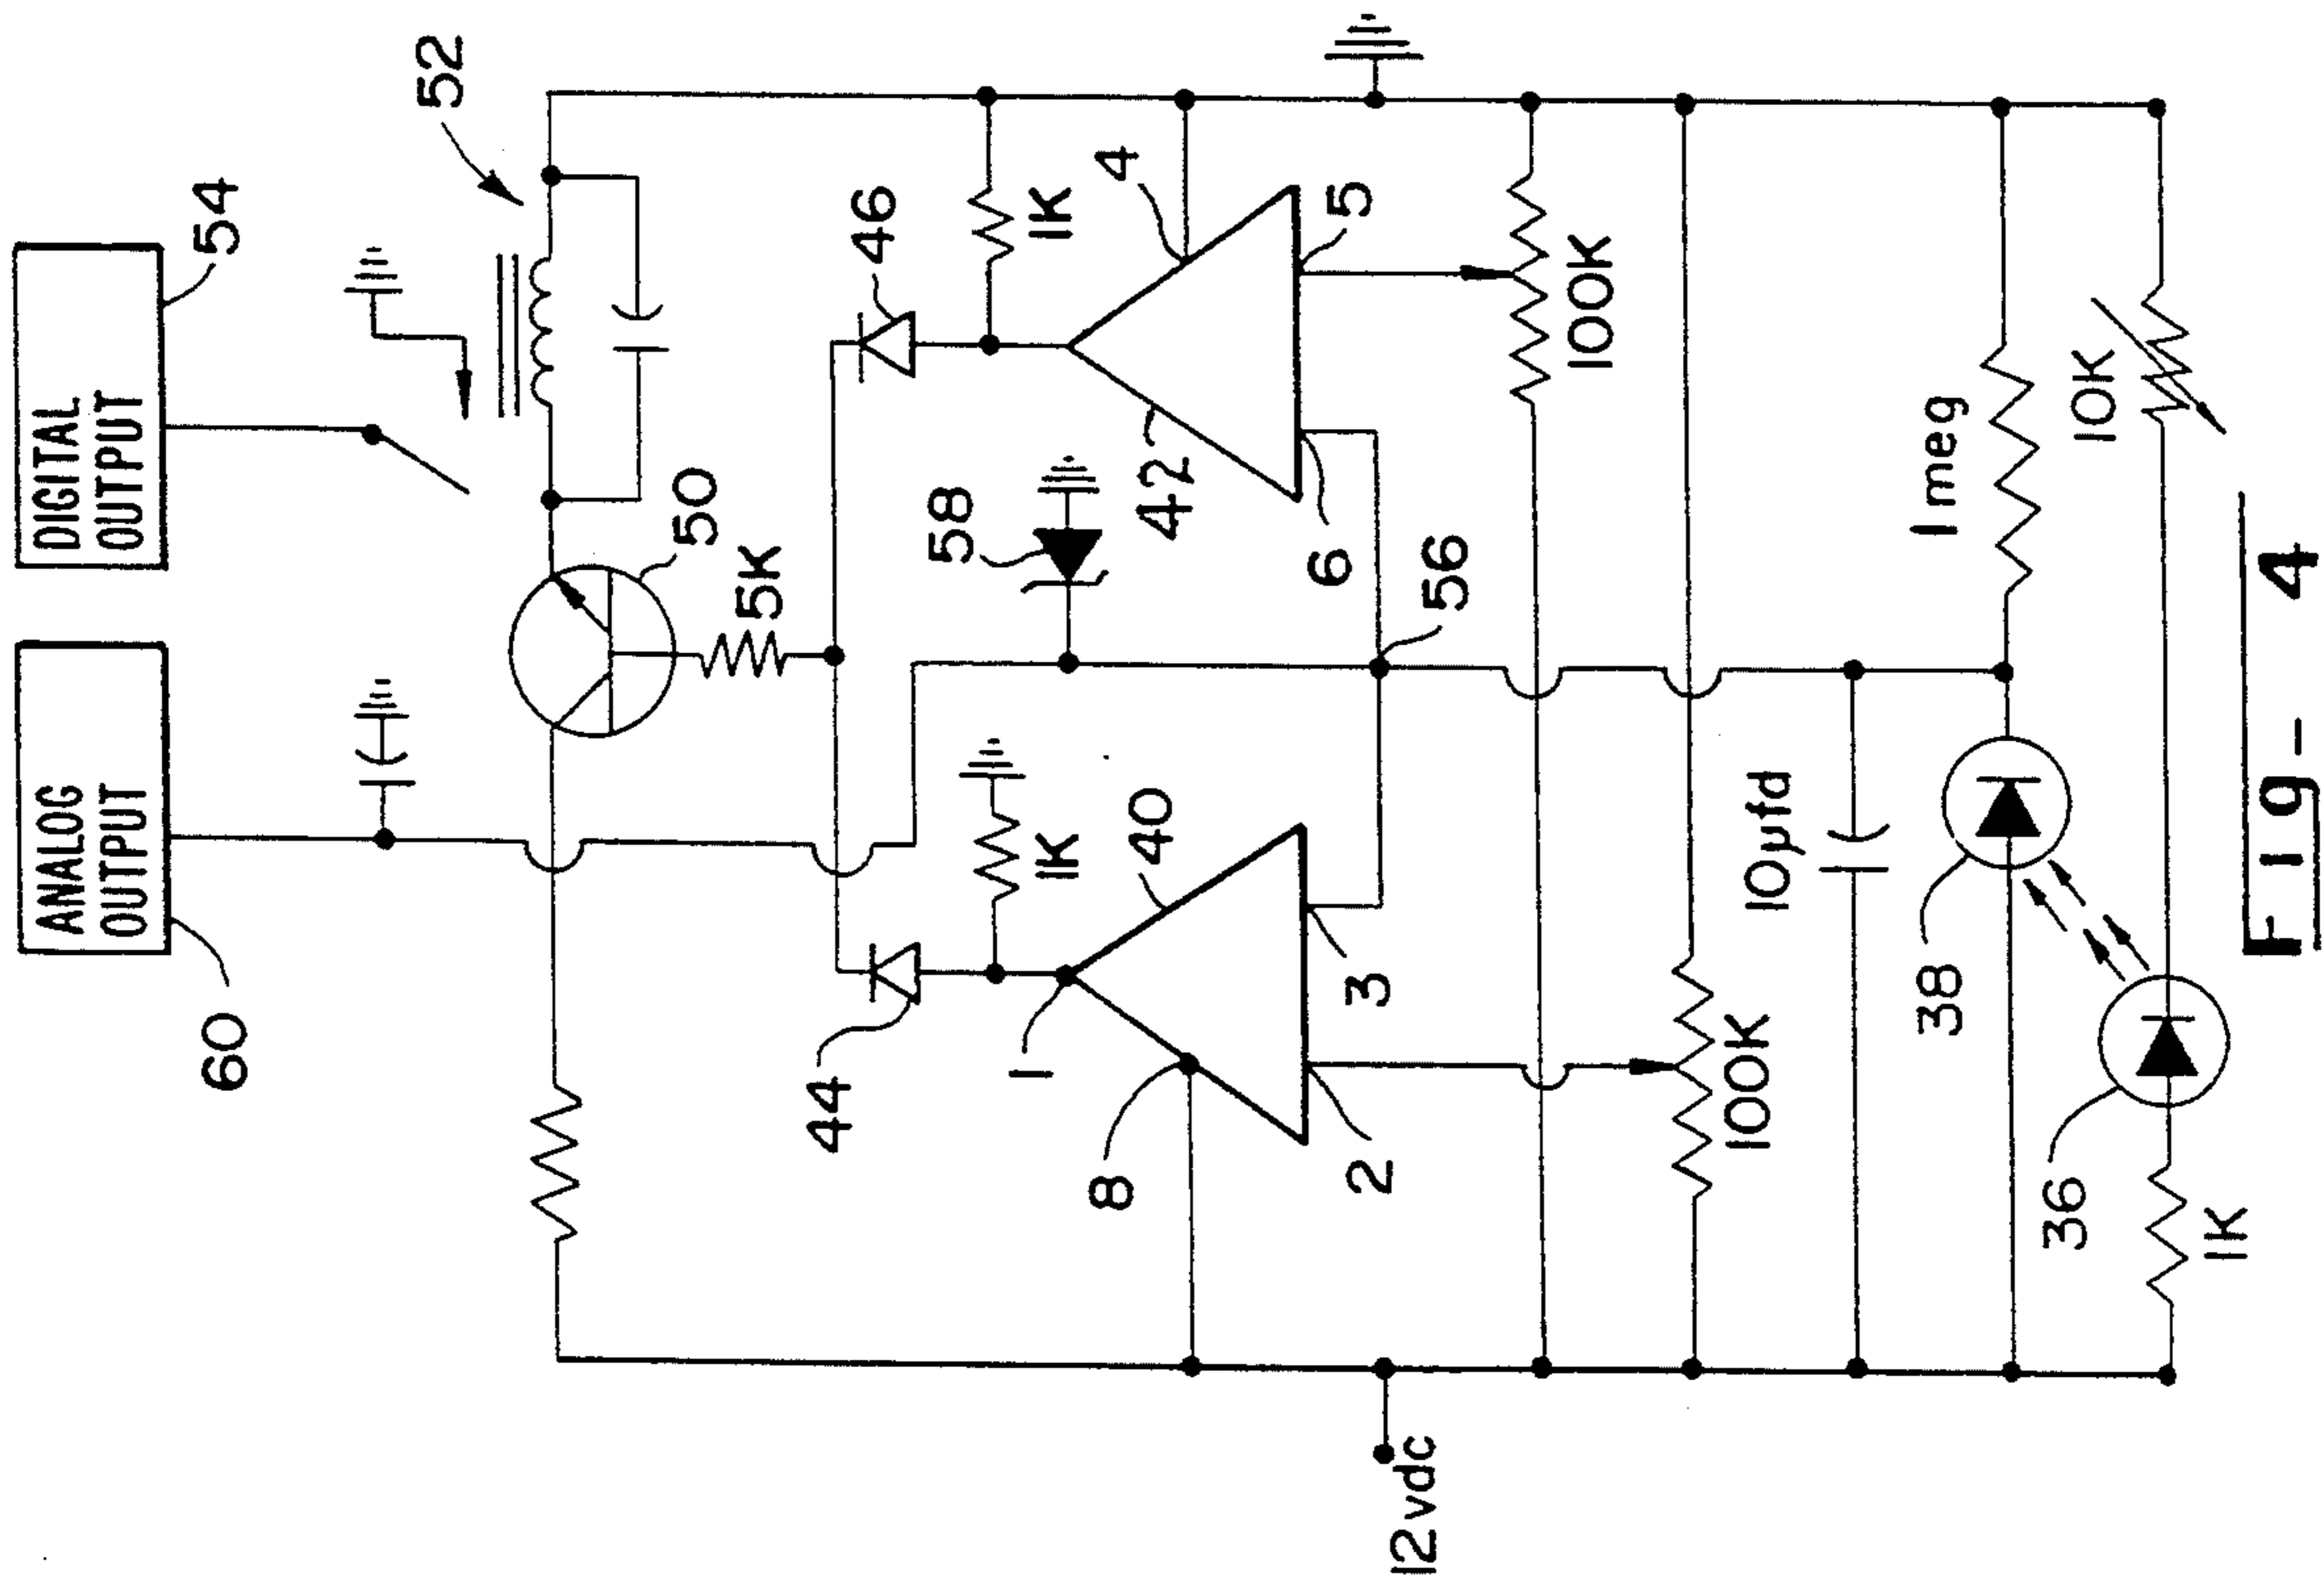 ANALOG
OUTPUT
60
DIGITAL
OUTPUT
54
52
50
5K
44
46
58
1K
1K
1
40
8
2
3
42
4
6
5
56
12vdc
100K
100K
10µfd
1meg
38
10K
36
1K
Fig- 4